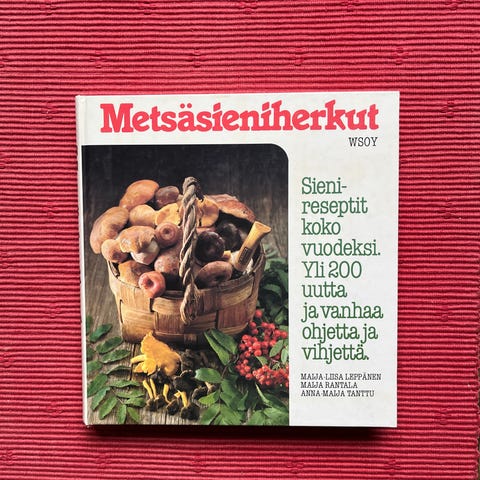 Metsäsieniherkut
WSOY
Sieni-
reseptit
koko
vuodeksi.
Yli 200
uutta
ja vanhaa
ohjetta ja
vihjettä.
MAIJA-LIISA LEPPÄNEN
MAIJA RANTALA
ANNA-MAIJA TANTTU